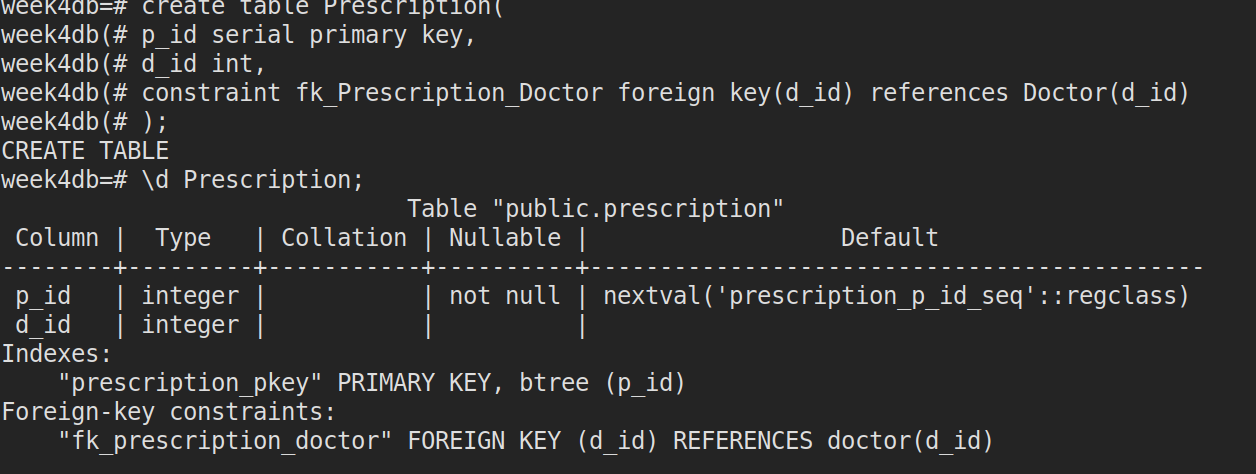 week4db=# create table Prescription(
week4db(# p_id serial primary key,
week4db(# d_id int,
week4db(# constraint fk_Prescription_Doctor foreign key(d_id) references Doctor(d_id)
week4db(# );
CREATE TABLE
week4db=# \d Prescription;
                             Table "public.prescription"
 Column |  Type   | Collation | Nullable |                  Default
--------+---------+-----------+----------+--------------------------------------------
 p_id   | integer |           | not null | nextval('prescription_p_id_seq'::regclass)
 d_id   | integer |           |          |
Indexes:
    "prescription_pkey" PRIMARY KEY, btree (p_id)
Foreign-key constraints:
    "fk_prescription_doctor" FOREIGN KEY (d_id) REFERENCES doctor(d_id)